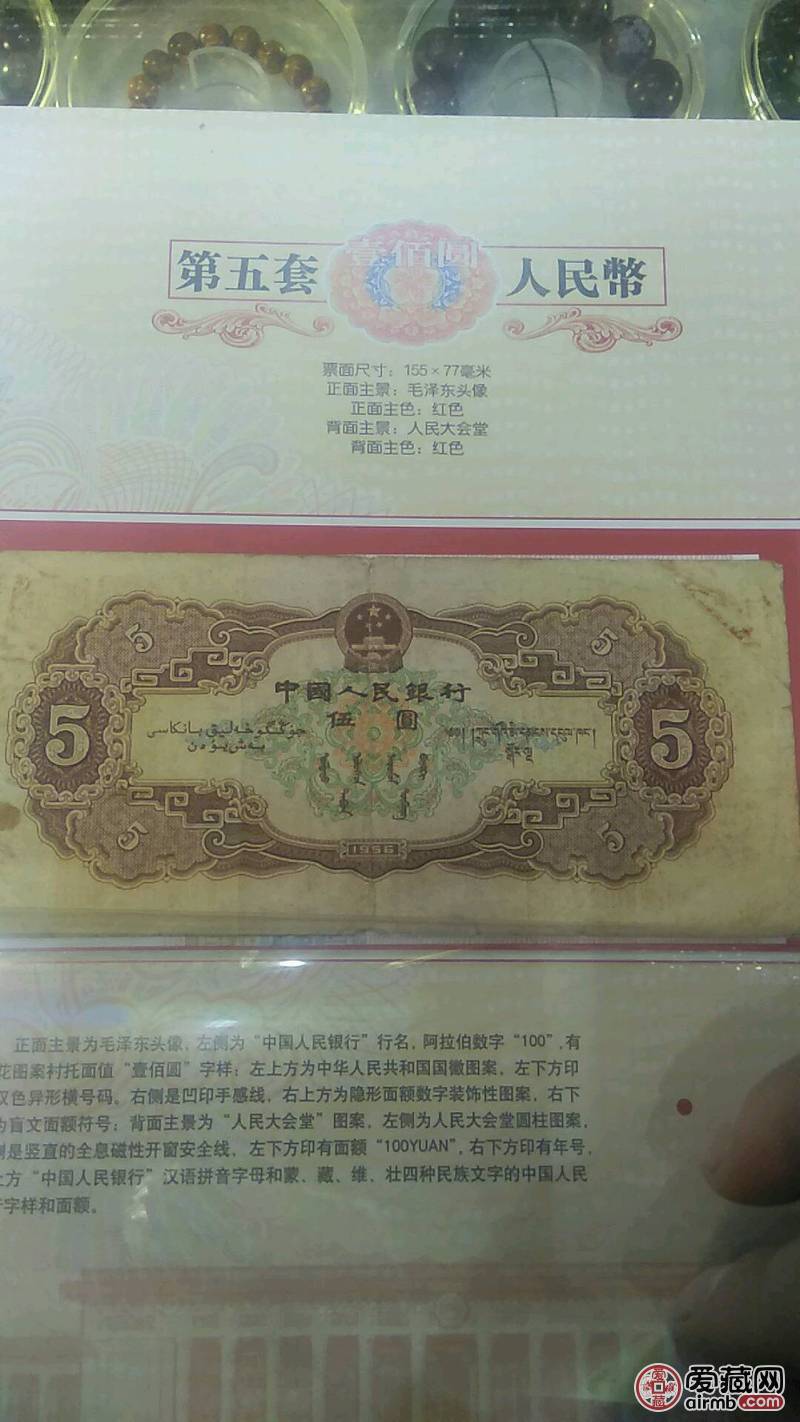 第五套
壹佰圆
人民幣
票面尺寸：155×77毫米
正面主景：毛泽东头像
正面主色：红色
背面主景：人民大会堂
背面主色：红色
5
5
5
5
中國人民銀行
伍圓
جۇڭگوخەلىق بانكاسى
بەش يۈەن
5
5
1956
正面主景为毛泽东头像，左侧为“中国人民银行”行名，阿拉伯数字“100”，有
花图案衬托面值“壹佰圆”字样；左上方为中华人民共和国国徽图案，左下方印
双色异形横号码。右侧是凹印手感线，右上方为隐形面额数字装饰性图案，右下
为盲文面额符号；背面主景为“人民大会堂”图案，左侧为人民大会堂圆柱图案，
侧是竖直的全息磁性开窗安全线，左下方印有面额“100YUAN”，右下方印有年号，
上方“中国人民银行”汉语拼音字母和蒙、藏、维、壮四种民族文字的中国人民
字样和面额。
爱藏网
airmb.com